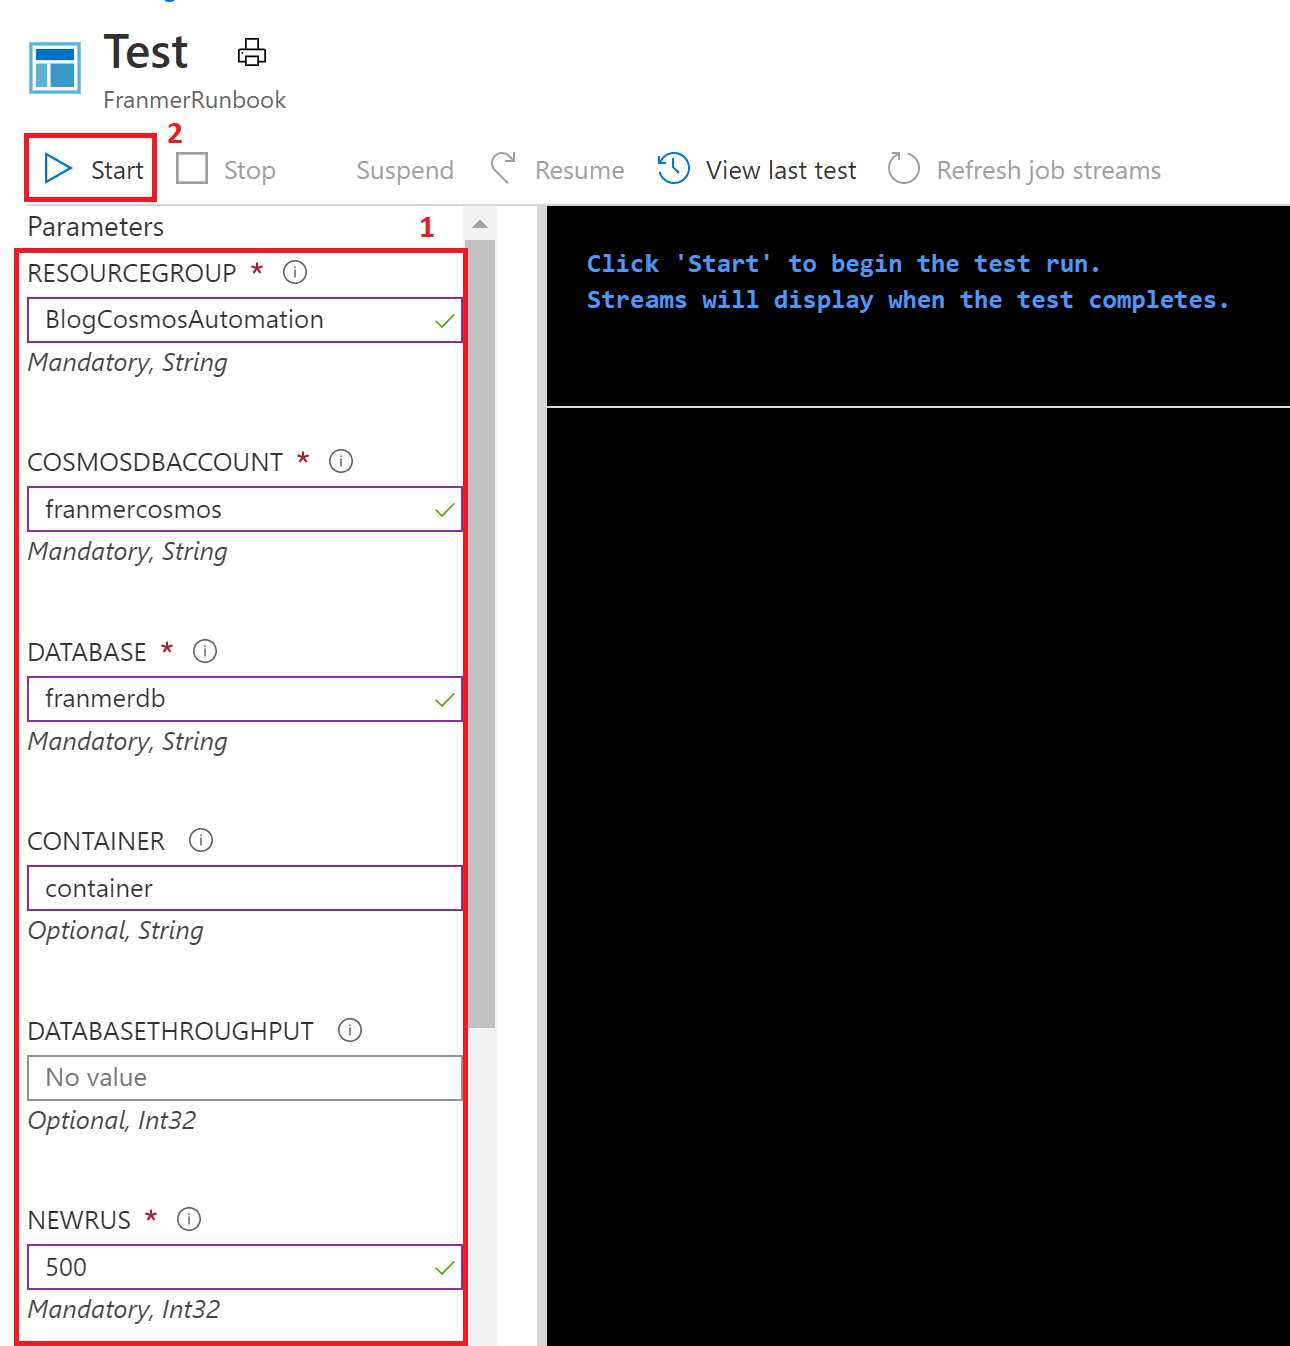 Test
FranmerRunbook
2
Start Stop Suspend Resume View last test Refresh job streams
Parameters 1
RESOURCEGROUP *
BlogCosmosAutomation
Mandatory, String
COSMOSDBACCOUNT *
franmercosmos
Mandatory, String
DATABASE *
franmerdb
Mandatory, String
CONTAINER
container
Optional, String
DATABASETHROUGHPUT
No value
Optional, Int32
NEWRUS *
500
Mandatory, Int32
Click 'Start' to begin the test run.
Streams will display when the test completes.